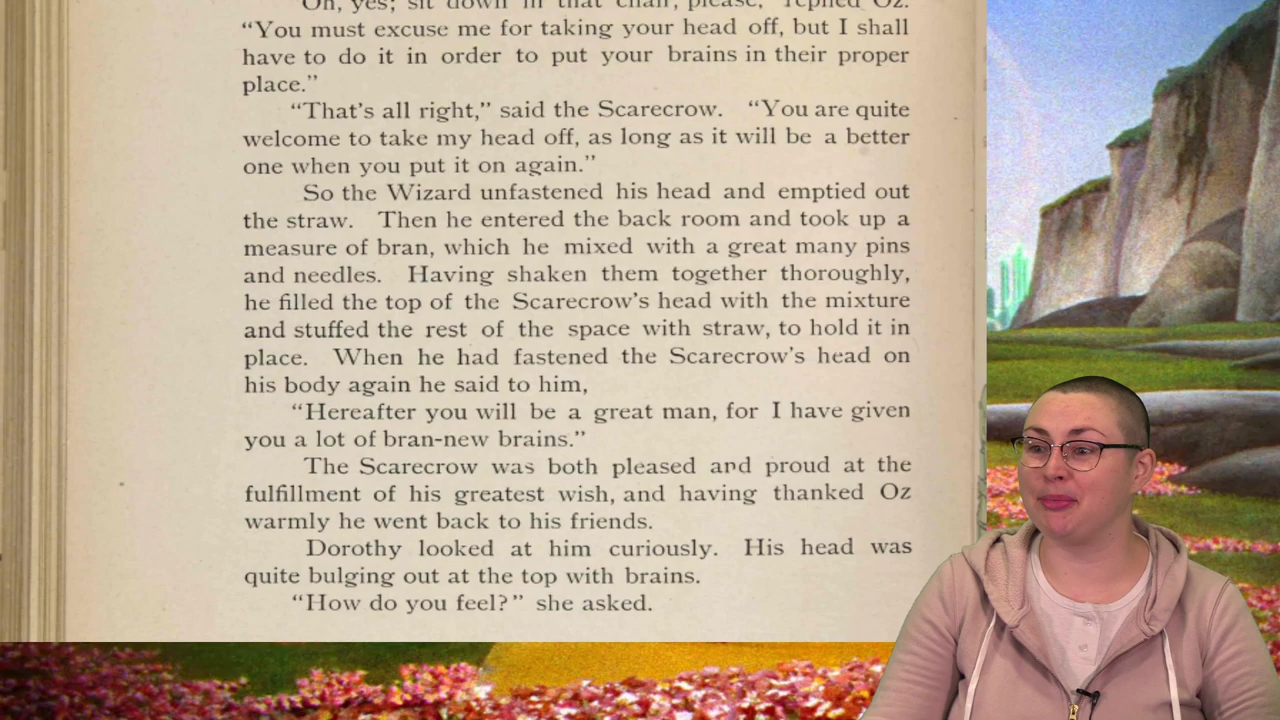 "Oh, yes; sit down in that chair, please," replied Oz.
"You must excuse me for taking your head off, but I shall
have to do it in order to put your brains in their proper
place."
"That's all right," said the Scarecrow. "You are quite
welcome to take my head off, as long as it will be a better
one when you put it on again."
So the Wizard unfastened his head and emptied out
the straw. Then he entered the back room and took up a
measure of bran, which he mixed with a great many pins
and needles. Having shaken them together thoroughly,
he filled the top of the Scarecrow's head with the mixture
and stuffed the rest of the space with straw, to hold it in
place. When he had fastened the Scarecrow's head on
his body again he said to him,
"Hereafter you will be a great man, for I have given
you a lot of bran-new brains."
The Scarecrow was both pleased and proud at the
fulfillment of his greatest wish, and having thanked Oz
warmly he went back to his friends.
Dorothy looked at him curiously. His head was
quite bulging out at the top with brains.
"How do you feel?" she asked.